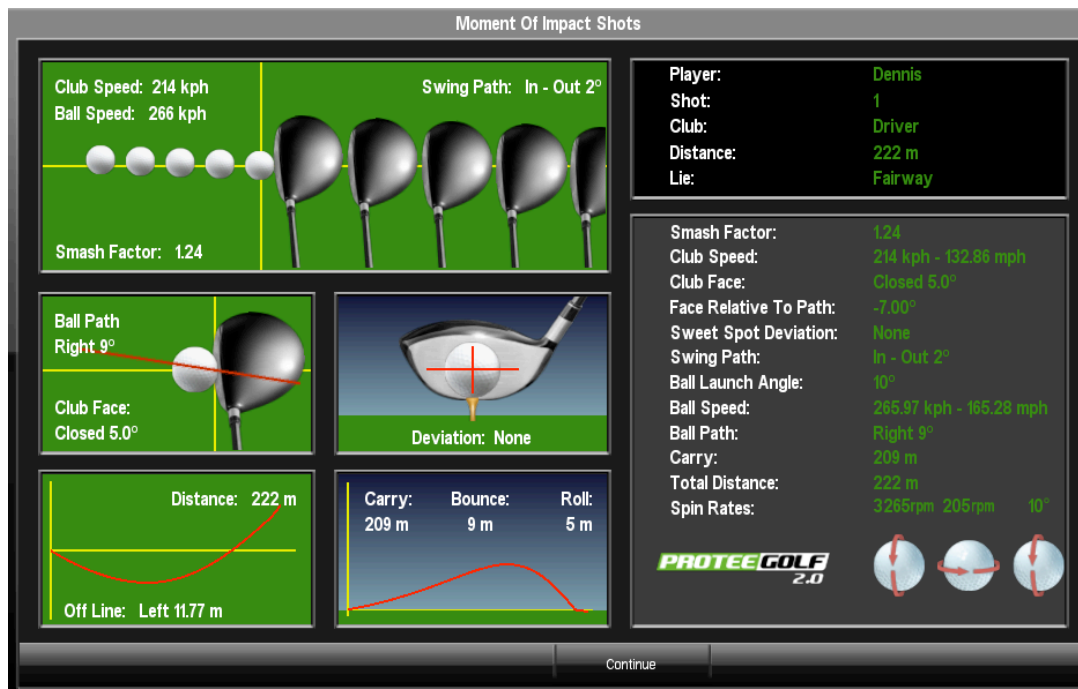 Moment Of Impact Shots
Club Speed: 214 kph
Swing Path: In - Out 2°
Ball Speed: 266 kph
Smash Factor: 1.24
Ball Path
Right 9°
Club Face:
Closed 5.0°
Deviation: None
Distance: 222 m
Off Line: Left 11.77 m
Carry: Bounce: Roll:
209 m 9 m 5 m
Player: Dennis
Shot: 1
Club: Driver
Distance: 222 m
Lie: Fairway
Smash Factor: 1.24
Club Speed: 214 kph - 132.86 mph
Club Face: Closed 5.0°
Face Relative To Path: -7.00°
Sweet Spot Deviation: None
Swing Path: In - Out 2°
Ball Launch Angle: 10°
Ball Speed: 265.97 kph - 165.28 mph
Ball Path: Right 9°
Carry: 209 m
Total Distance: 222 m
Spin Rates: 3265rpm 205rpm 10°
PROTEE GOLF
2.0
Continue